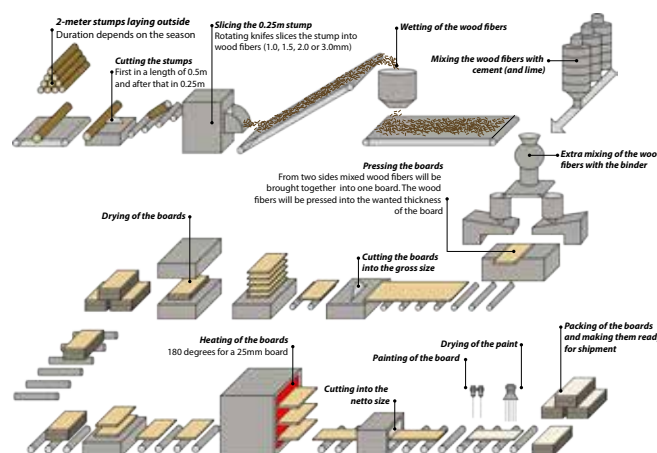 2-meter stumps laying outside
Duration depends on the season
Cutting the stumps
First in a length of 0.5m
and after that in 0.25m
Slicing the 0.25m stump
Rotating knifes slices the stump into
wood fibers (1.0, 1.5, 2.0 or 3.0mm)
Wetting of the wood fibers
Mixing the wood fibers with
cement (and lime)
Extra mixing of the woo
fibers with the binder
Pressing the boards
From two sides mixed wood fibers will be
brought together into one board. The wood
fibers will be pressed into the wanted thickness
of the board
Drying of the boards
Cutting the boards
into the gross size
Heating of the boards
180 degrees for a 25mm board
Cutting into the
netto size
Painting of the board
Drying of the paint
Packing of the boards
and making them read
for shipment